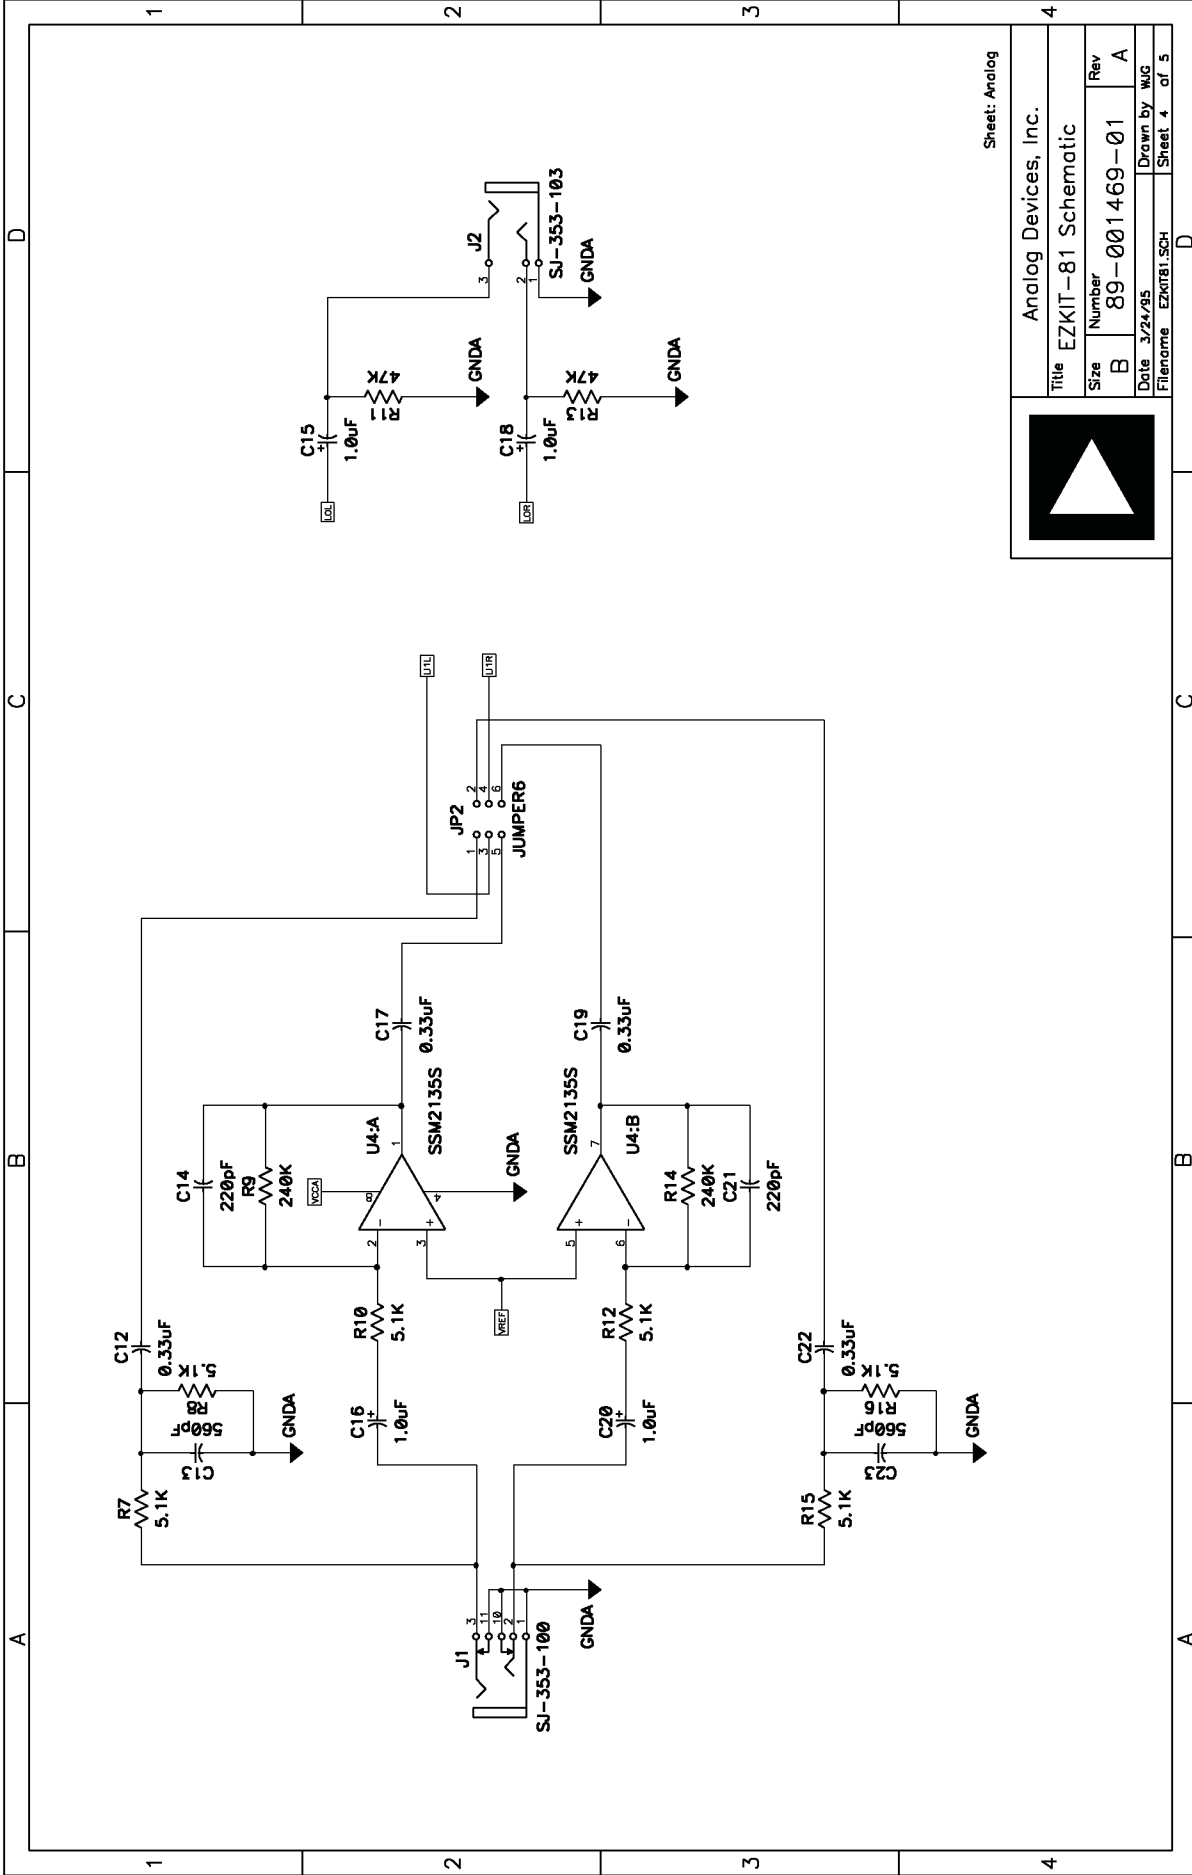 A
B
C
D
1
2
3
4
R7
5.1K
C13
560pF
R8
5.1K
GNDA
C12
0.33uF
C14
220pF
R9
240K
VCCA
U4:A
SSM2135S
8
1
2
3
4
-
+
GNDA
C16
+
1.0uF
R10
5.1K
C17
0.33uF
VREF
J1
3
11
10
2
1
SJ-353-100
GNDA
C20
+
1.0uF
R12
5.1K
SSM2135S
U4:B
5
6
7
+
-
R14
240K
C21
220pF
C19
0.33uF
R15
5.1K
C23
560pF
R16
5.1K
GNDA
C22
0.33uF
JP2
1
3
5
2
4
6
JUMPER6
LI1L
LI1R
LOL
C15
+
1.0uF
R11
47K
GNDA
LOR
C18
+
1.0uF
R13
47K
GNDA
J2
3
2
1
SJ-353-103
GNDA
Sheet: Analog
Analog Devices, Inc.
Title EZKIT-81 Schematic
Size B
Number 89-001469-01
Rev A
Date 3/24/95
Drawn by WJG
Filename EZKIT81.SCH
Sheet 4 of 5
1
2
3
4
A
B
C
D